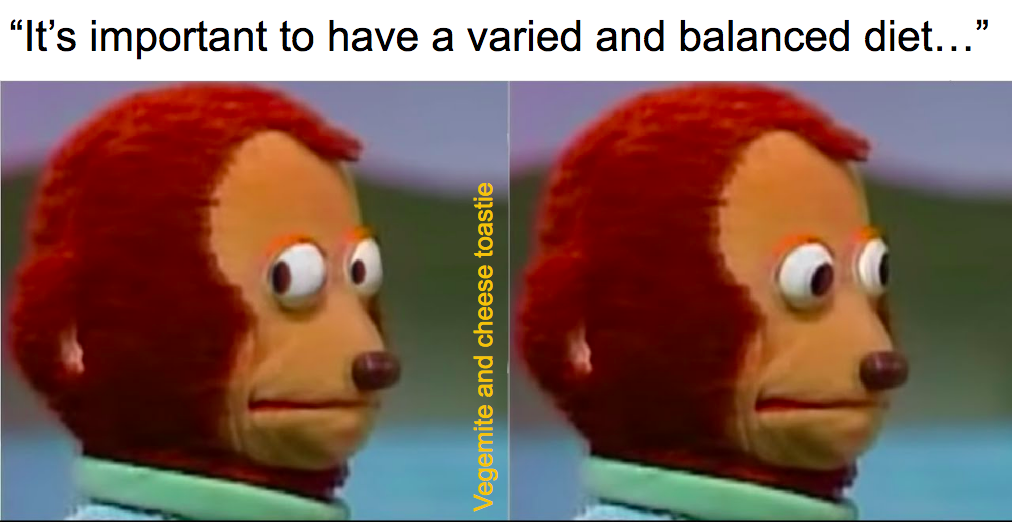 “It’s important to have a varied and balanced diet…”
Vegemite and cheese toastie